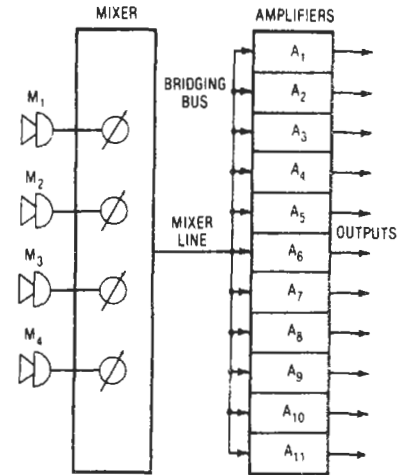 MIXER
AMPLIFIERS
BRIDGING
BUS
M1
M2
M3
M4
MIXER
LINE
A1
A2
A3
A4
A5
A6
A7
A8
A9
A10
A11
OUTPUTS